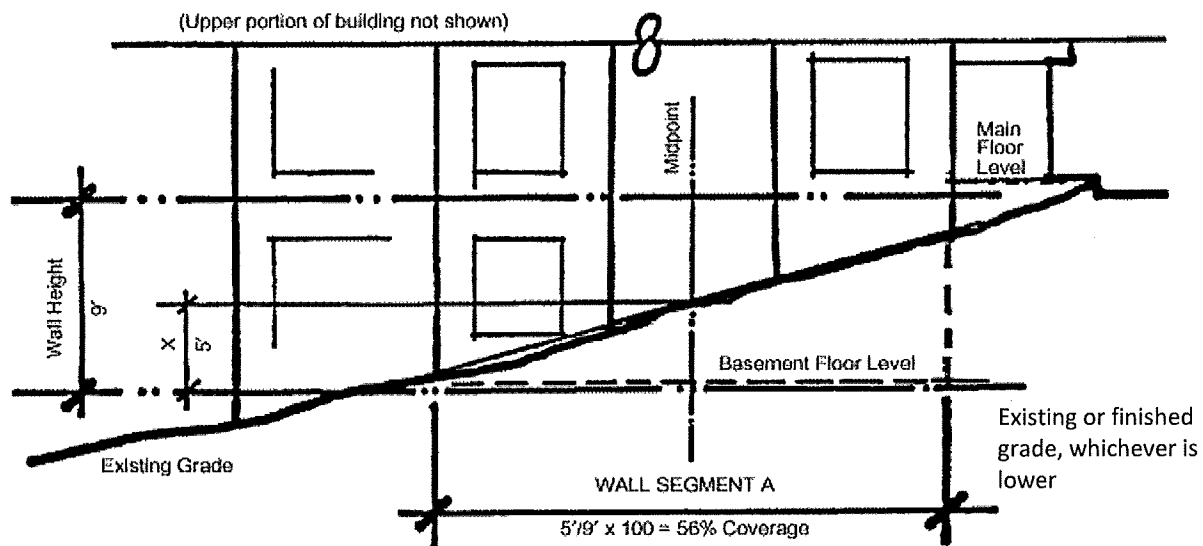 (Upper portion of building not shown)
8
Midpoint
Main
Floor
Level
Wall Height
9'
X
5'
Basement Floor Level
Existing Grade
Existing or finished
grade, whichever is
lower
WALL SEGMENT A
5'/9' x 100 = 56% Coverage